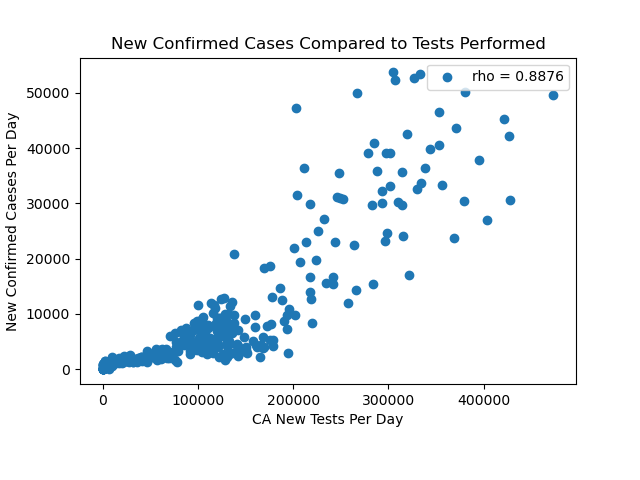 New Confirmed Cases Compared to Tests Performed
rho = 0.8876
New Confirmed Caeses Per Day
50000
40000
30000
20000
10000
0
0 100000 200000 300000 400000
CA New Tests Per Day